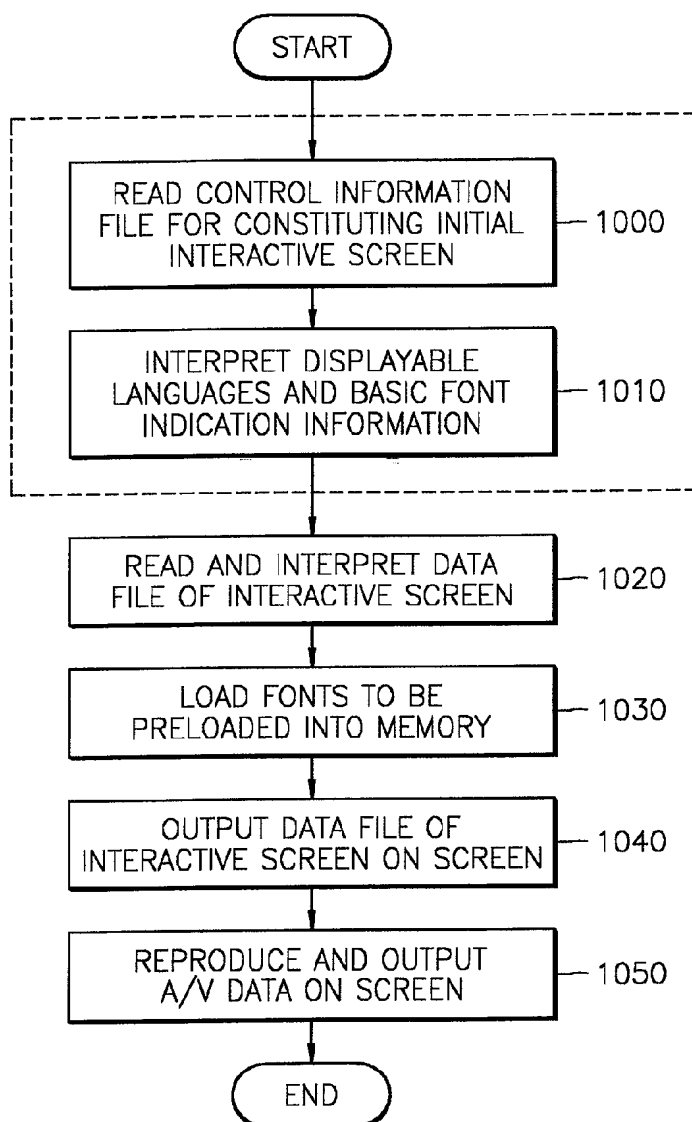 START
READ CONTROL INFORMATION
FILE FOR CONSTITUTING INITIAL
INTERACTIVE SCREEN
1000
INTERPRET DISPLAYABLE
LANGUAGES AND BASIC FONT
INDICATION INFORMATION
1010
READ AND INTERPRET DATA
FILE OF INTERACTIVE SCREEN
1020
LOAD FONTS TO BE
PRELOADED INTO MEMORY
1030
OUTPUT DATA FILE OF
INTERACTIVE SCREEN ON SCREEN
1040
REPRODUCE AND OUTPUT
A/V DATA ON SCREEN
1050
END